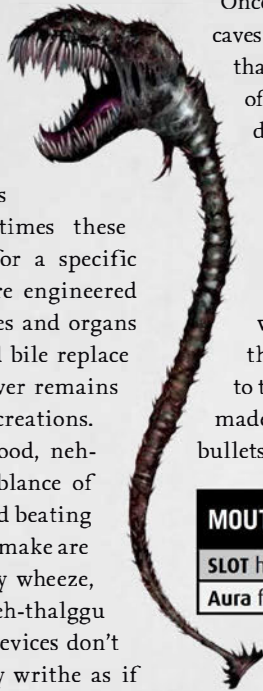 s
times these
for a specific
re engineered
es and organs
bile replace
yer remains
creations.
ood, neh-
blance of
d beating
make are
y wheeze,
eh-thalggu
evices don't
y writhe as if
Once
caves
tha
of
d
w
th
to t
made
bullets
MOUT
SLOT h
Aura f